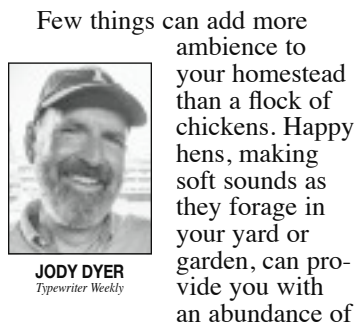 Few things can add more
ambience to
your homestead
than a flock of
chickens. Happy
hens, making
soft sounds as
they forage in
your yard or
garden, can pro-
vide you with
an abundance of
JODY DYER
Typewriter Weekly